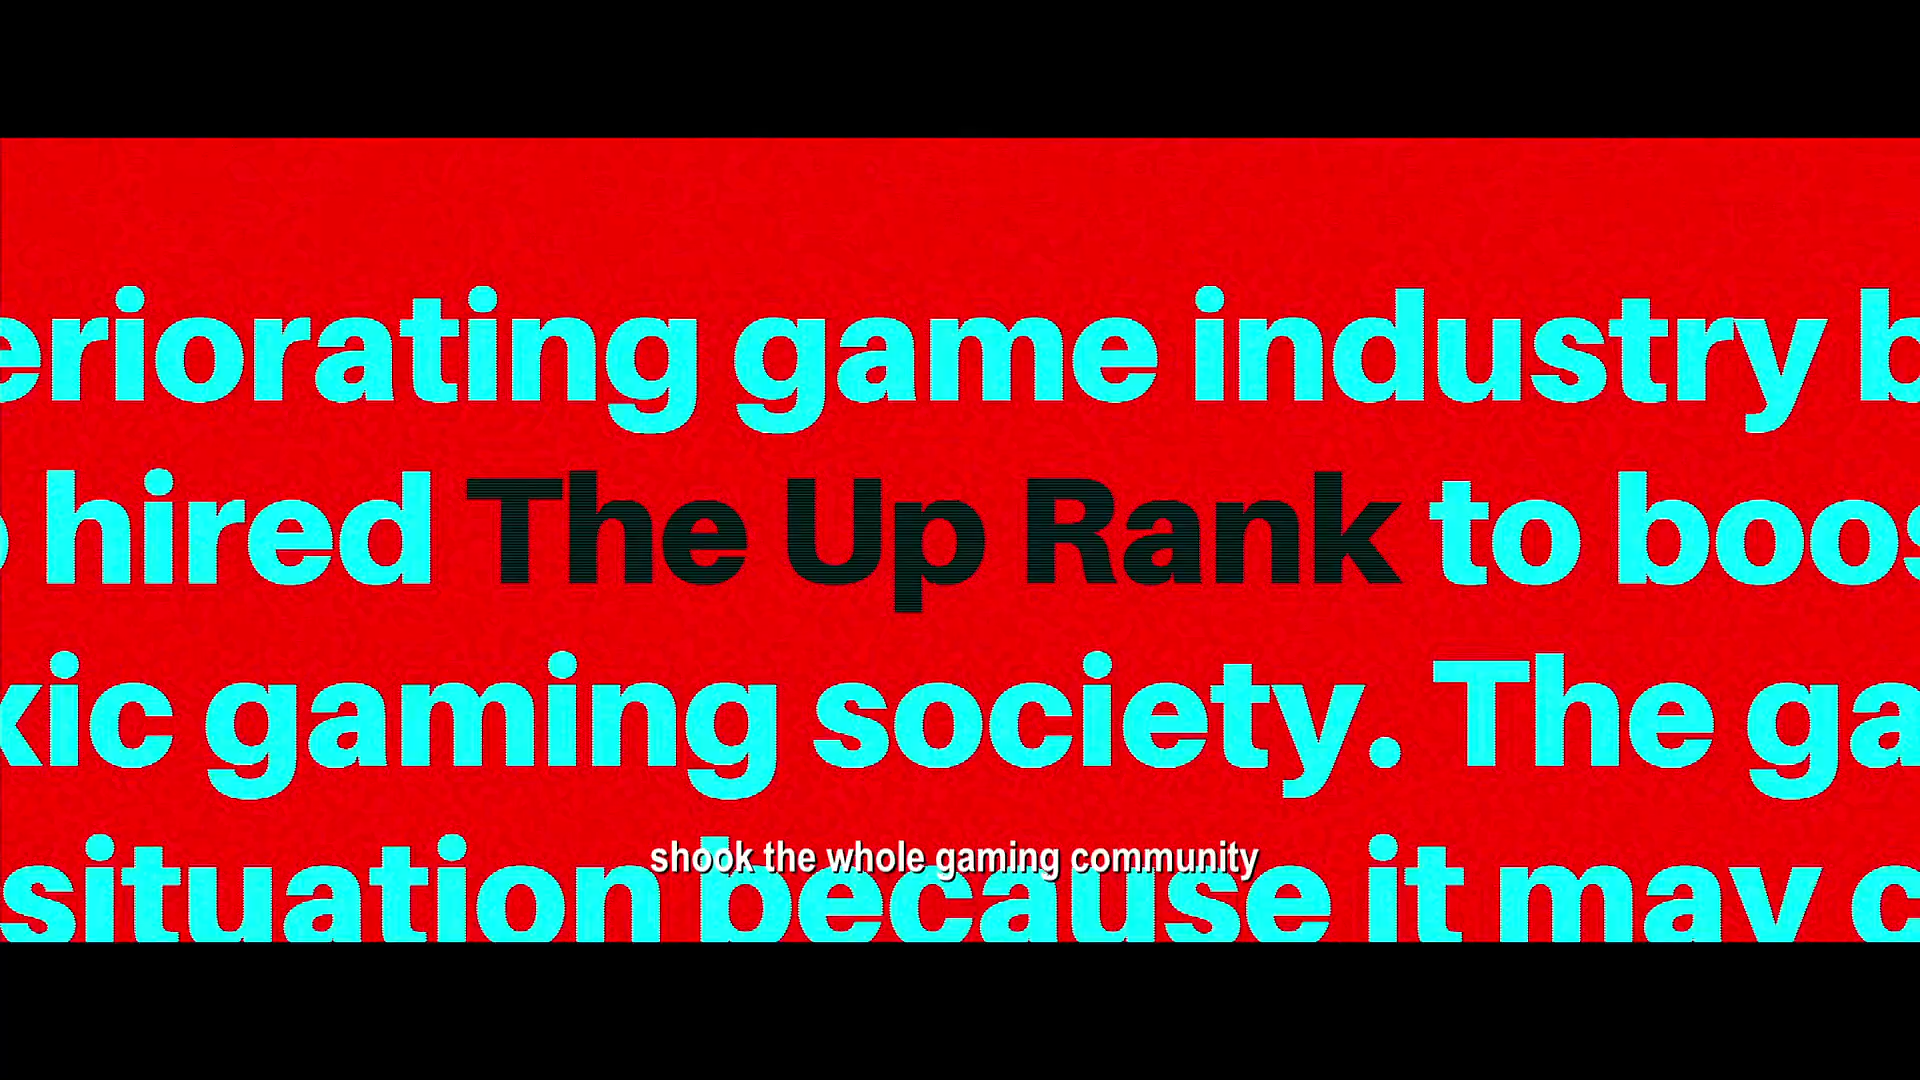 eriorating game industry b
hired The Up Rank to boos
xic gaming society. The ga
situation because it may c
shook the whole gaming community